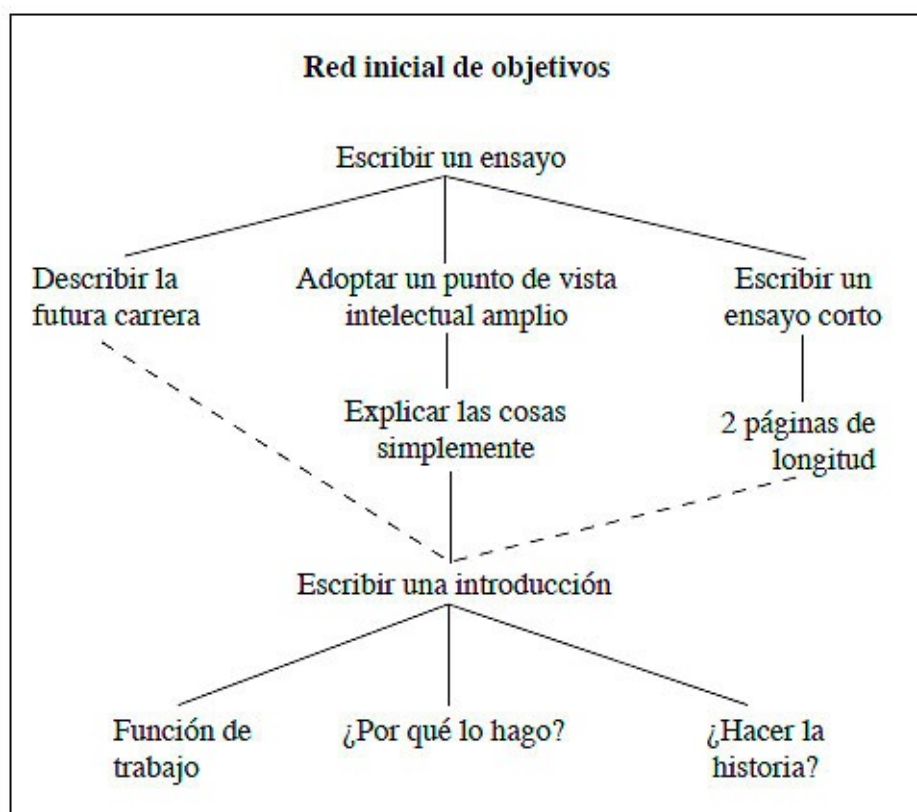 Red inicial de objetivos
Escribir un ensayo
Describir la
futura carrera
Adoptar un punto de vista
intelectual amplio
Escribir un
ensayo corto
Explicar las cosas
simplemente
2 páginas de
longitud
Escribir una introducción
Función de
trabajo
¿Por qué lo hago?
¿Hacer la
historia?